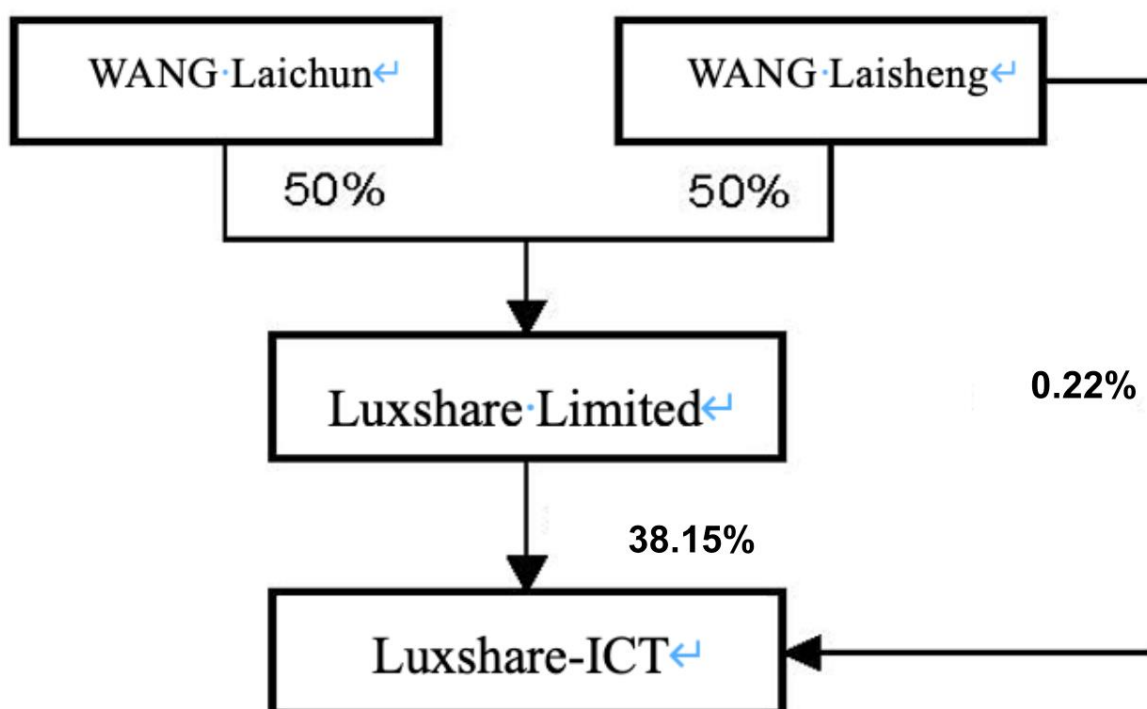 WANG·Laichun↵
WANG·Laisheng↵
50%
50%
Luxshare·Limited↵
0.22%
38.15%
Luxshare-ICT↵